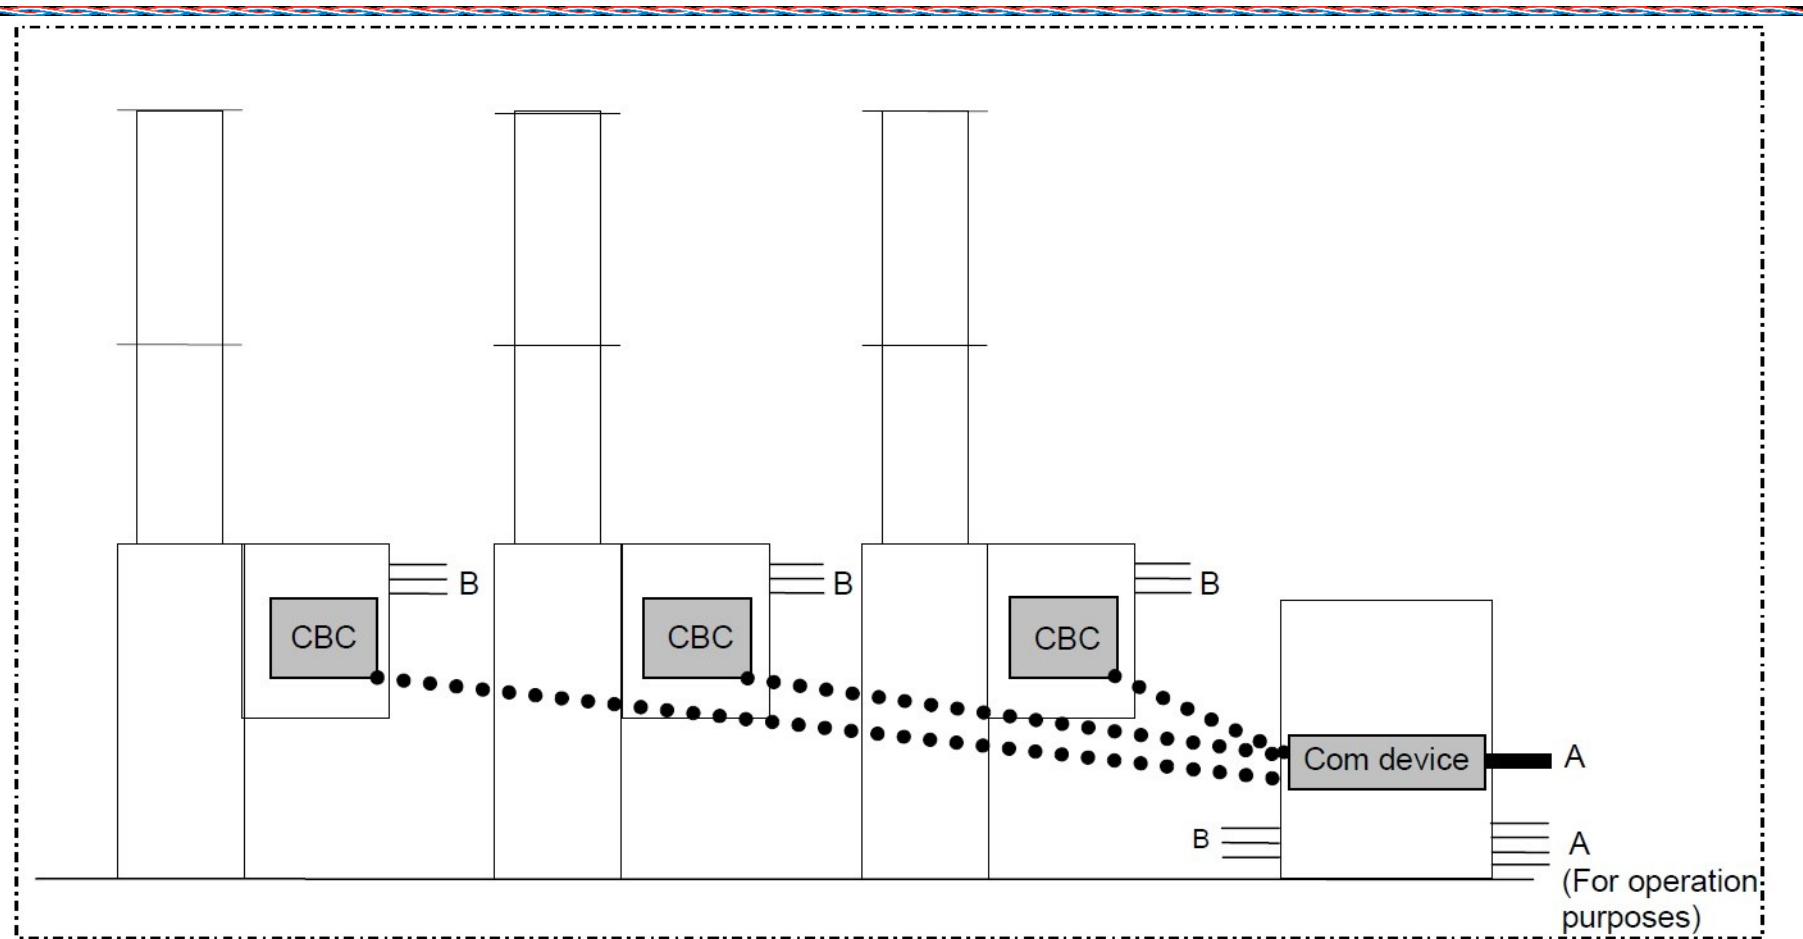 B
B
B
CBC
CBC
CBC
Com device
A
B
A
(For operation
purposes)